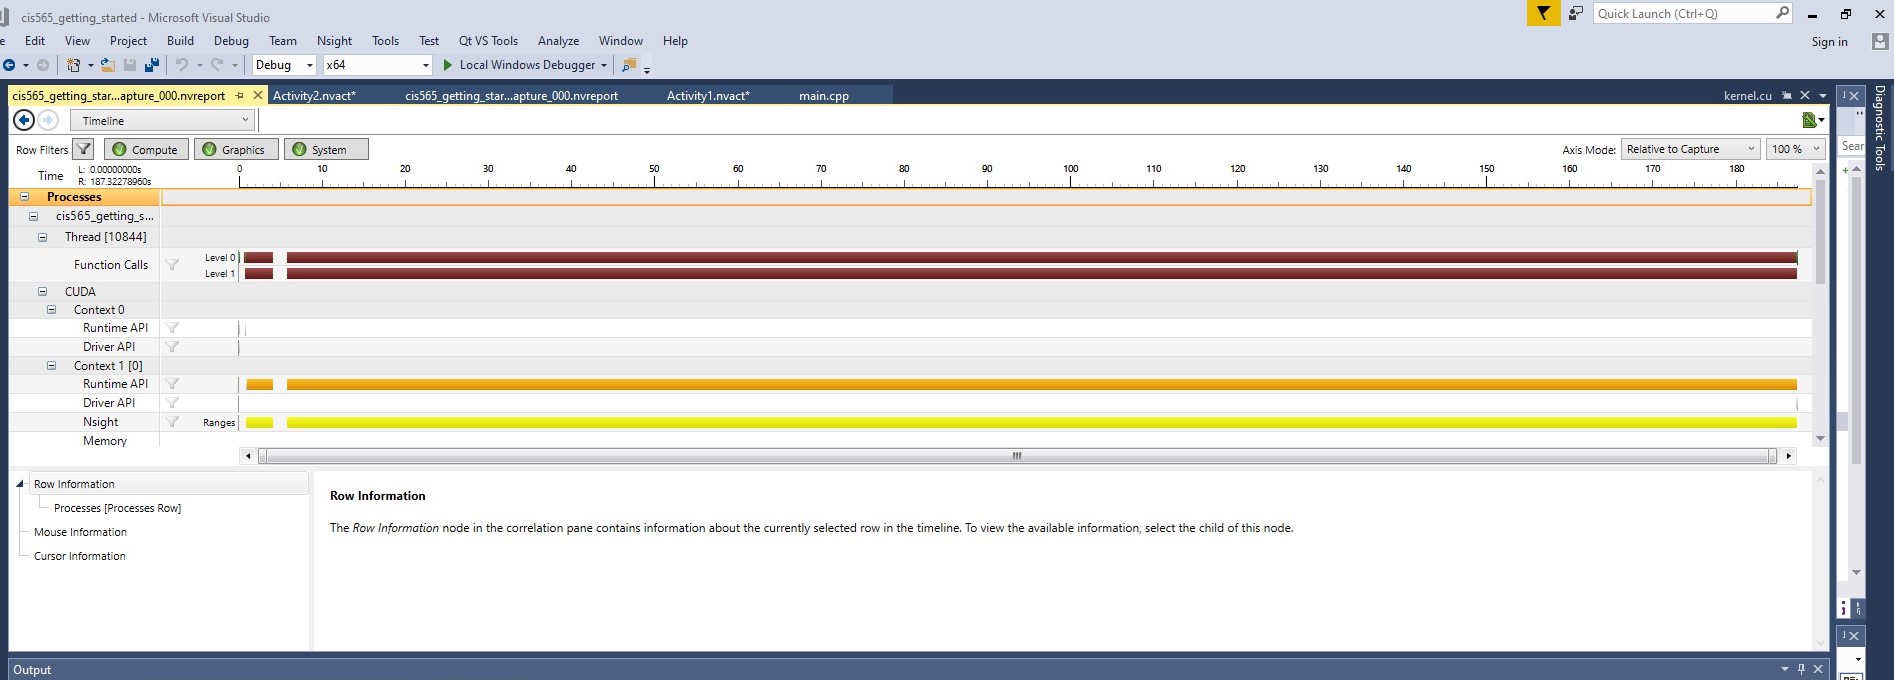 cis565_getting_started - Microsoft Visual Studio
Quick Launch (Ctrl+Q)
Edit View Project Build Debug Team Nsight Tools Test Qt VS Tools Analyze Window Help
Sign in
Debug x64 Local Windows Debugger
cis565_getting_star...apture_000.nvreport Activity2.nvact* cis565_getting_star...apture_000.nvreport Activity1.nvact* main.cpp kernel.cu
Diagnostic Tools
Timeline
Row Filters Compute Graphics System Axis Mode: Relative to Capture 100 %
Sear
Time L: 0.00000000s
R: 187.32278960s
0 10 20 30 40 50 60 70 80 90 100 110 120 130 140 150 160 170 180
Processes
cis565_getting_s...
Thread [10844]
Function Calls Level 0
Level 1
CUDA
Context 0
Runtime API
Driver API
Context 1 [0]
Runtime API
Driver API
Nsight Ranges
Memory
Row Information
Processes [Processes Row]
Mouse Information
Cursor Information
Row Information
The Row Information node in the correlation pane contains information about the currently selected row in the timeline. To view the available information, select the child of this node.
Output